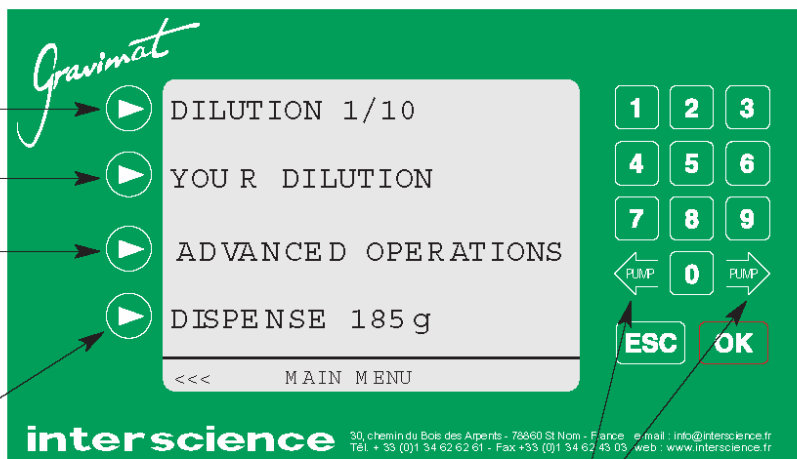 Gravimat
DILUTION 1/10
YOUR DILUTION
ADVANCED OPERATIONS
DISPENSE 185 g
<<< MAIN MENU
1 2 3
4 5 6
7 8 9
PUMP 0 PUMP
ESC OK
interscience
30, chemin du Bois des Arpents - 78860 St Nom - France e mail : info@interscience.fr
Tél. + 33 (0)1 34 62 62 61 - Fax +33 (0)1 34 62 43 03 web : www.interscience.fr